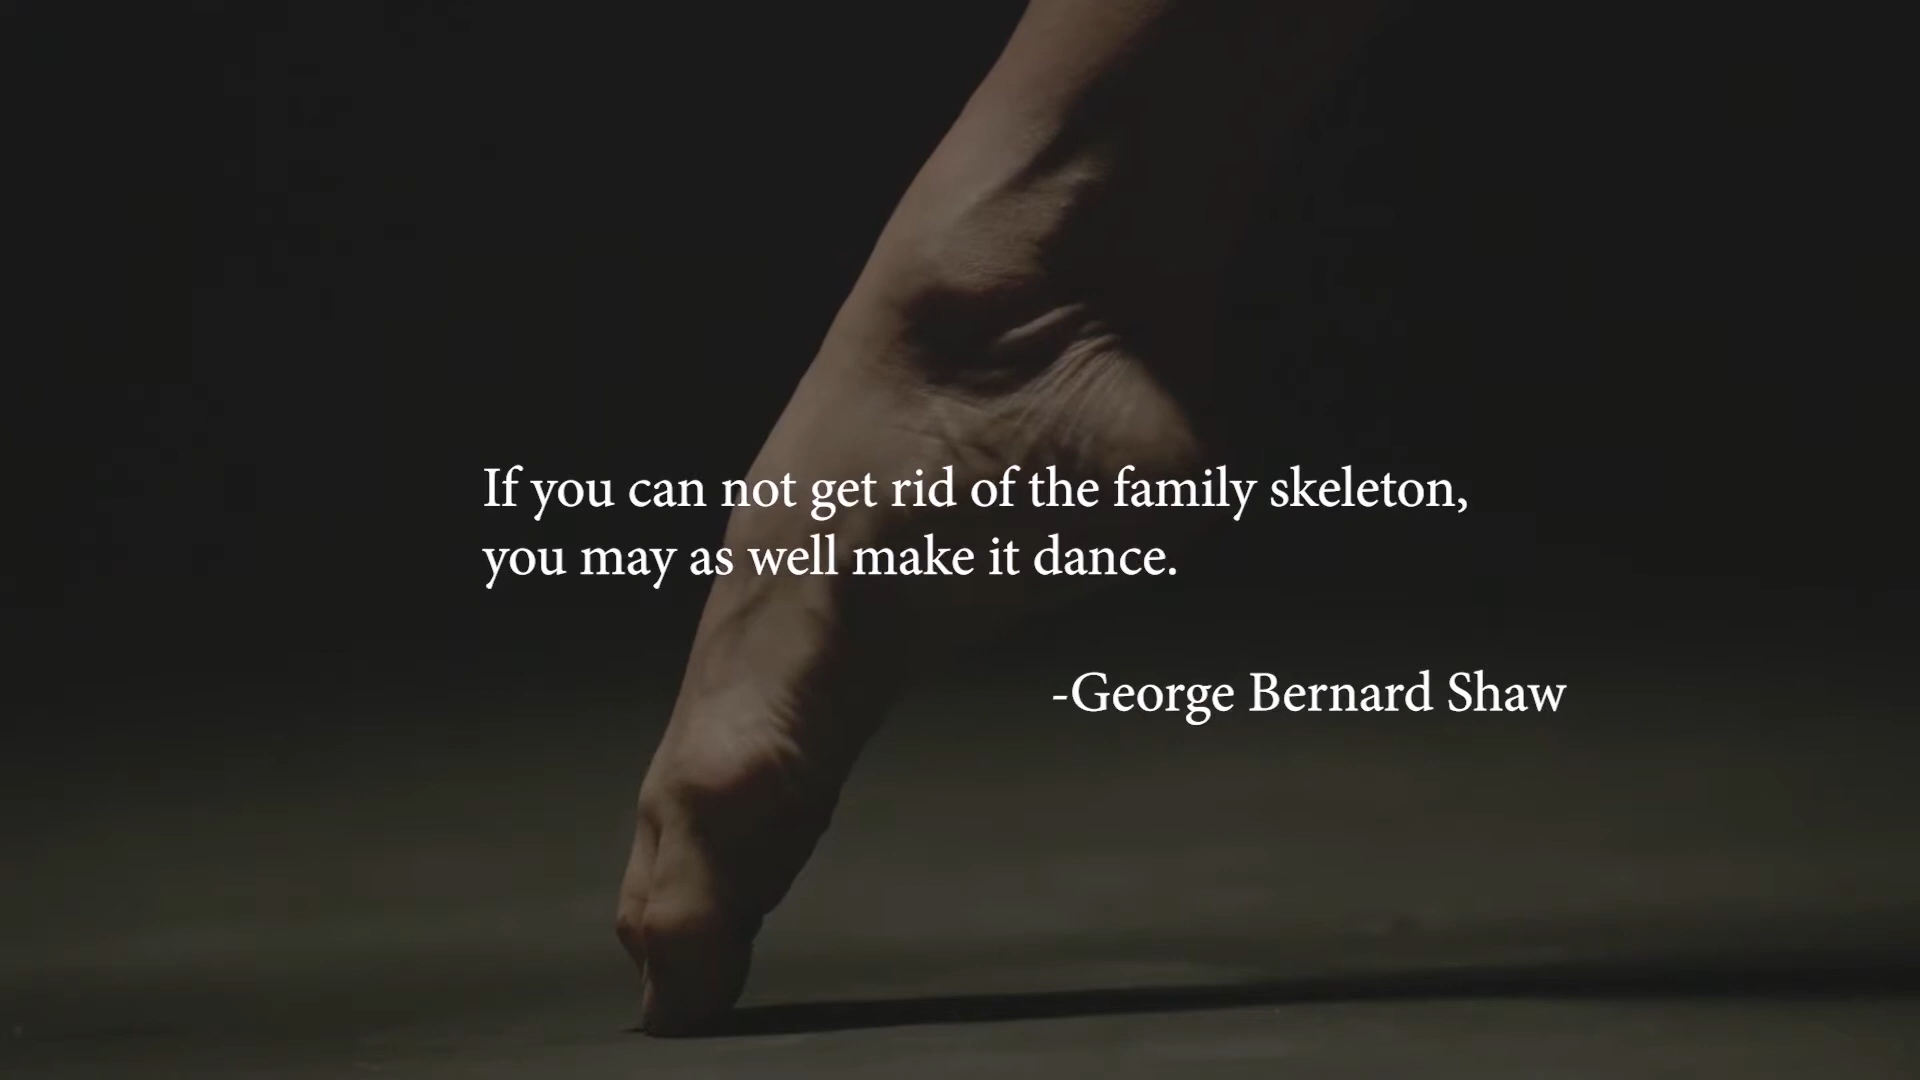 If you can not get rid of the family skeleton,
you may as well make it dance.
-George Bernard Shaw